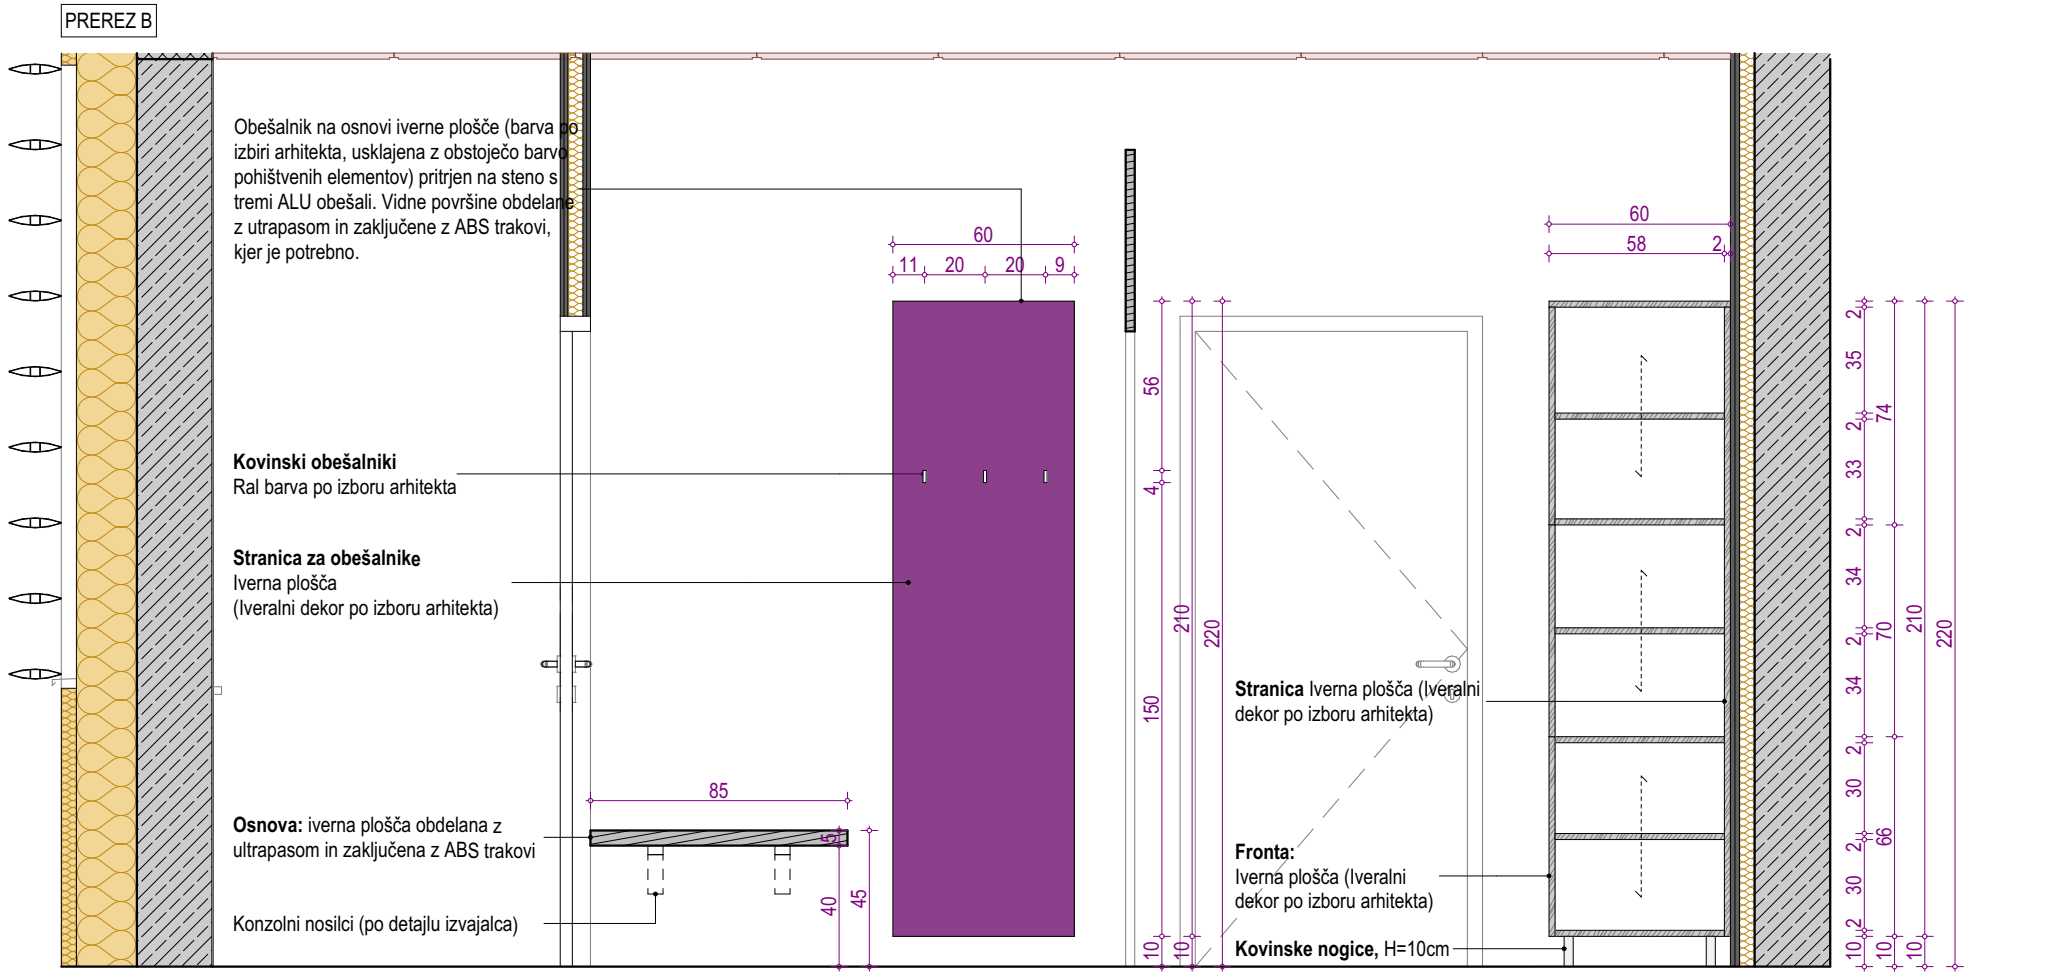 PREREZ B
Obešalnik na osnovi iverne plošče (barva po
izbiri arhitekta, usklajena z obstoječo barvo
pohištvenih elementov) pritrjen na steno s
tremi ALU obešali. Vidne površine obdelane
z utrapasom in zaključene z ABS trakovi,
kjer je potrebno.
60
11 20 20 9
60
58 2
Kovinski obešalniki
Ral barva po izboru arhitekta
Stranica za obešalnike
Iverna plošča
(Iveralni dekor po izboru arhitekta)
85
Osnova: iverna plošča obdelana z
ultrapasom in zaključena z ABS trakovi
Konzolni nosilci (po detajlu izvajalca)
5
40
45
56
4
150
10
210
10
220
Stranica Iverna plošča (Iveralni
dekor po izboru arhitekta)
Fronta:
Iverna plošča (Iveralni
dekor po izboru arhitekta)
Kovinske nogice, H=10cm
2
35
2
33
2
34
2
34
2
30
2
30
2
10
74
70
66
10
210
10
220